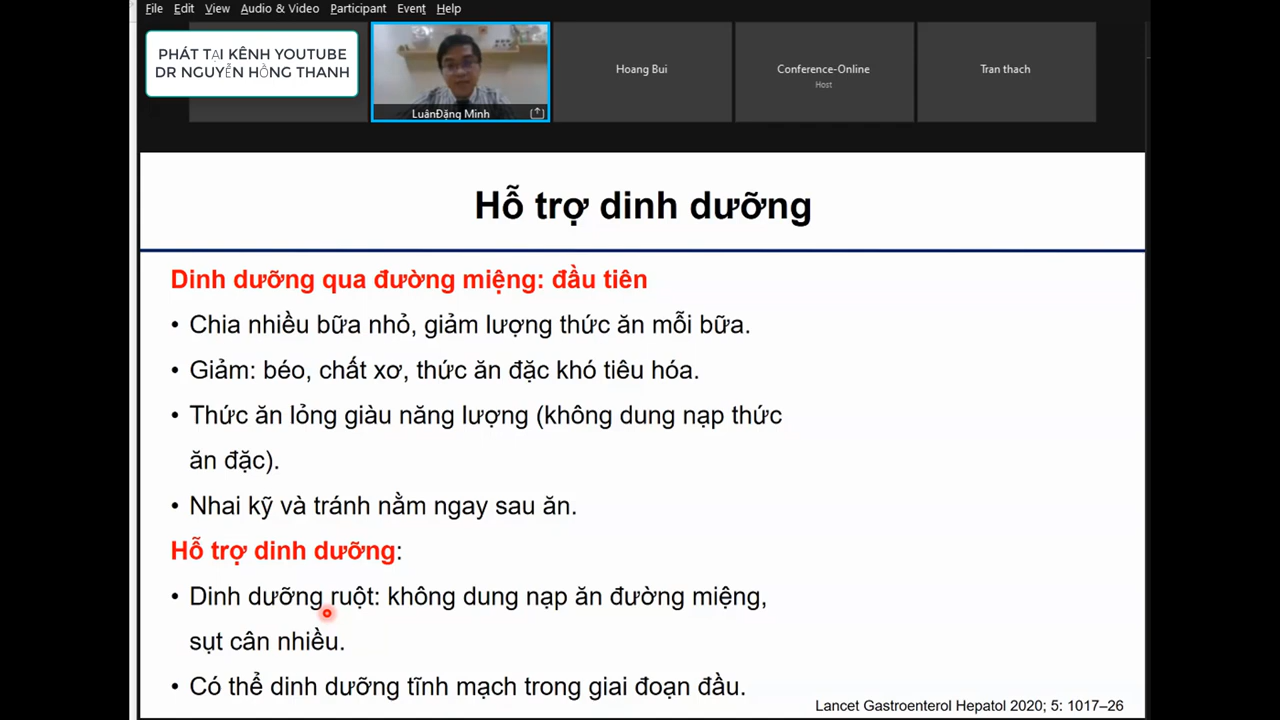 File Edit View Audio & Video Participant Event Help
PHÁT TẠI KÊNH YOUTUBE
DR NGUYỄN HỒNG THANH
LuânĐặng Minh
Hoang Bui
Conference-Online
Host
Tran thach
Hỗ trợ dinh dưỡng
Dinh dưỡng qua đường miệng: đầu tiên
• Chia nhiều bữa nhỏ, giảm lượng thức ăn mỗi bữa.
• Giảm: béo, chất xơ, thức ăn đặc khó tiêu hóa.
• Thức ăn lỏng giàu năng lượng (không dung nạp thức
ăn đặc).
• Nhai kỹ và tránh nằm ngay sau ăn.
Hỗ trợ dinh dưỡng:
• Dinh dưỡng ruột: không dung nạp ăn đường miệng,
sụt cân nhiều.
• Có thể dinh dưỡng tĩnh mạch trong giai đoạn đầu.
Lancet Gastroenterol Hepatol 2020; 5: 1017–26